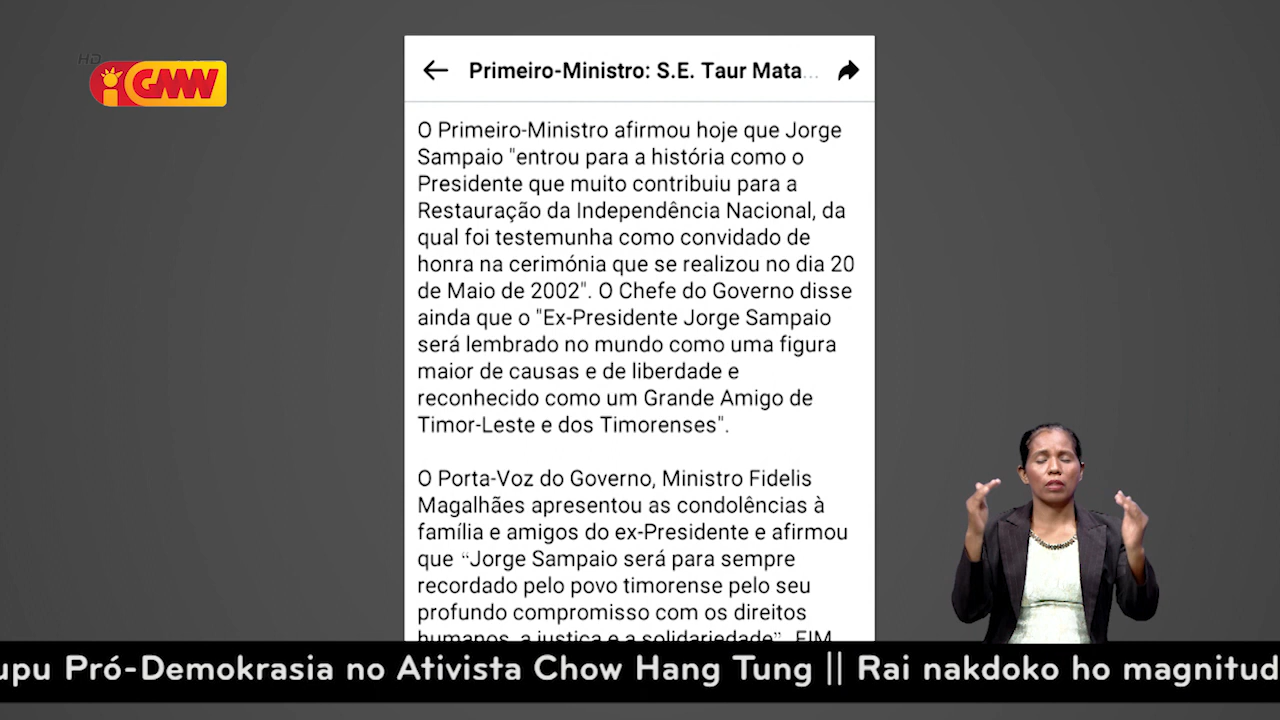 HD
GMN
Primeiro-Ministro: S.E. Taur Mata...
O Primeiro-Ministro afirmou hoje que Jorge
Sampaio "entrou para a história como o
Presidente que muito contribuiu para a
Restauração da Independência Nacional, da
qual foi testemunha como convidado de
honra na cerimónia que se realizou no dia 20
de Maio de 2002". O Chefe do Governo disse
ainda que o "Ex-Presidente Jorge Sampaio
será lembrado no mundo como uma figura
maior de causas e de liberdade e
reconhecido como um Grande Amigo de
Timor-Leste e dos Timorenses".
O Porta-Voz do Governo, Ministro Fidelis
Magalhães apresentou as condolências à
família e amigos do ex-Presidente e afirmou
que “Jorge Sampaio será para sempre
recordado pelo povo timorense pelo seu
profundo compromisso com os direitos
humanos, a justiça e a solidariedade”. FIM
upu Pró-Demokrasia no Ativista Chow Hang Tung || Rai nakdoko ho magnitud